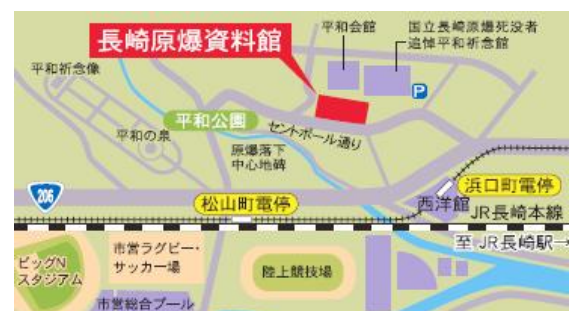 長崎原爆資料館
平和会館
国立長崎原爆死没者
追悼平和祈念館
P
平和祈念像
平和の泉
平和公園
セントポール通り
原爆落下
中心地碑
206
松山町電停
浜口町電停
西洋館
JR長崎本線
至 JR長崎駅→
ビッグN
スタジアム
市営ラグビー・
サッカー場
陸上競技場
市営総合プール